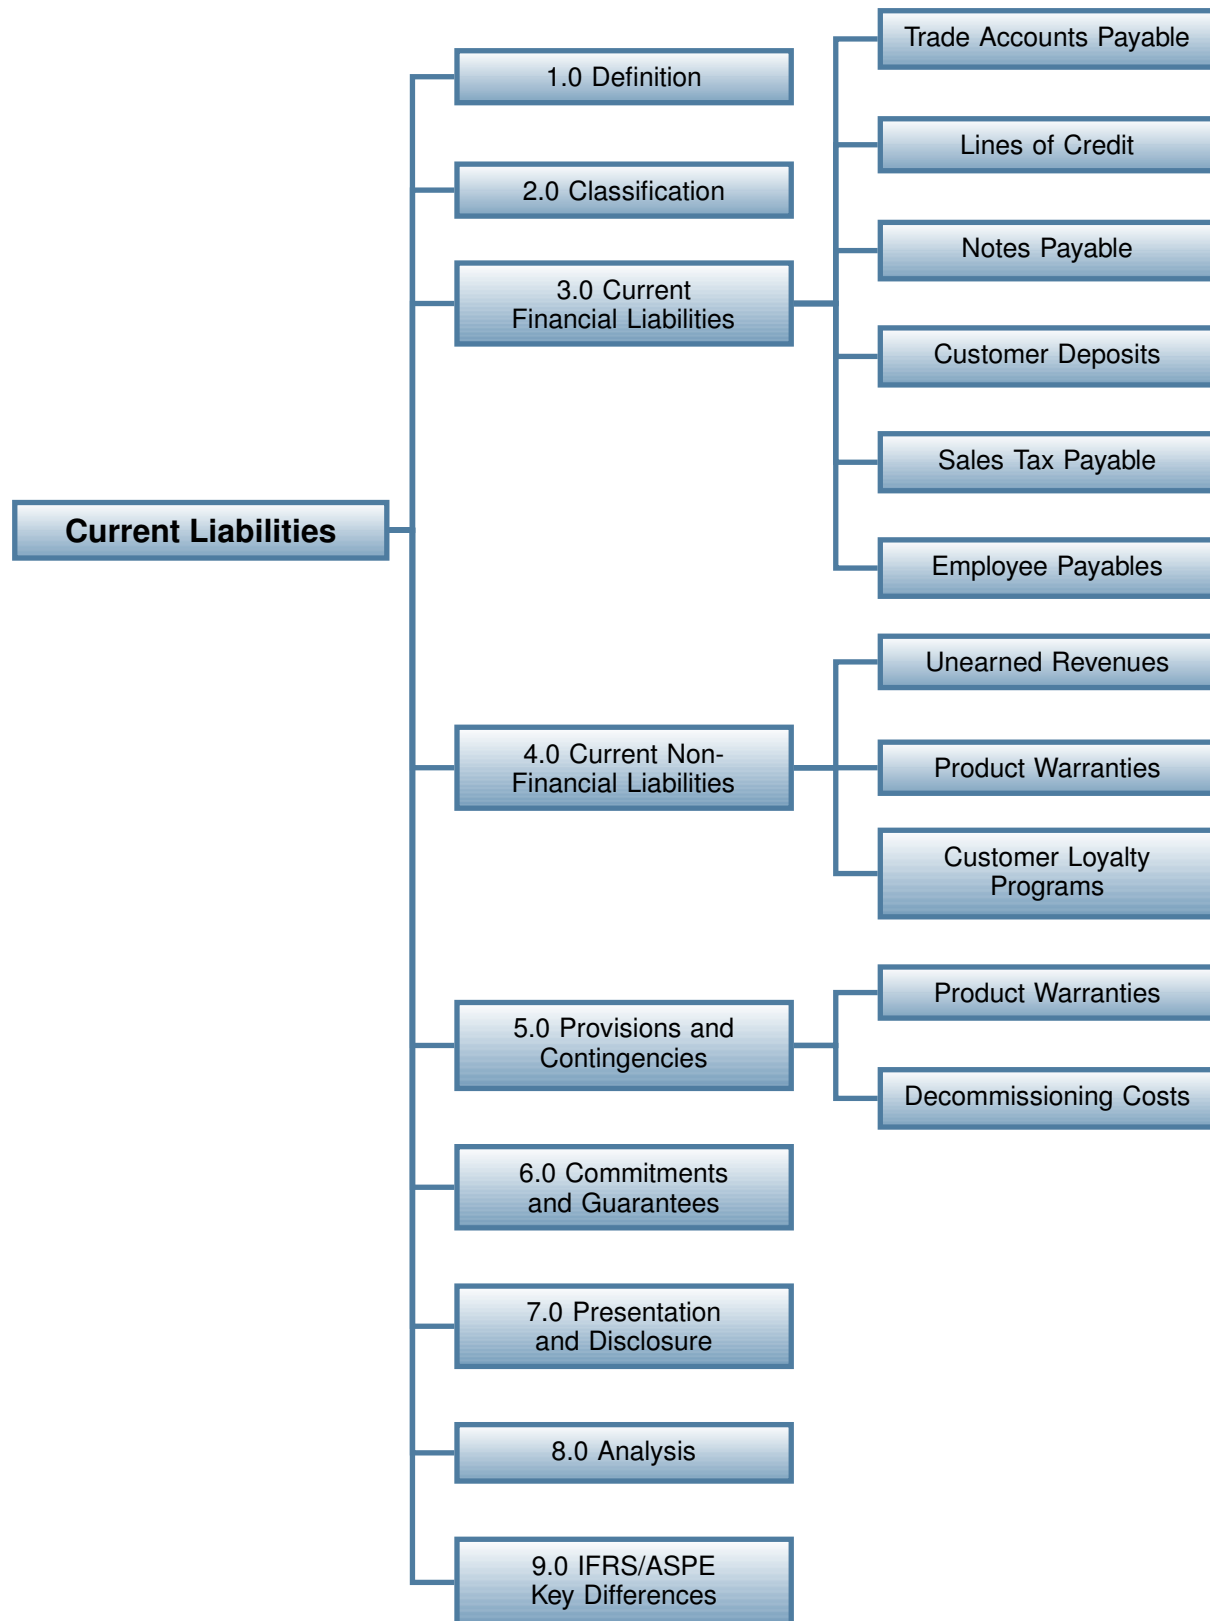 Current Liabilities
1.0 Definition
2.0 Classification
3.0 Current
Financial Liabilities
Trade Accounts Payable
Lines of Credit
Notes Payable
Customer Deposits
Sales Tax Payable
Employee Payables
4.0 Current Non-
Financial Liabilities
Unearned Revenues
Product Warranties
Customer Loyalty
Programs
5.0 Provisions and
Contingencies
Product Warranties
Decommissioning Costs
6.0 Commitments
and Guarantees
7.0 Presentation
and Disclosure
8.0 Analysis
9.0 IFRS/ASPE
Key Differences